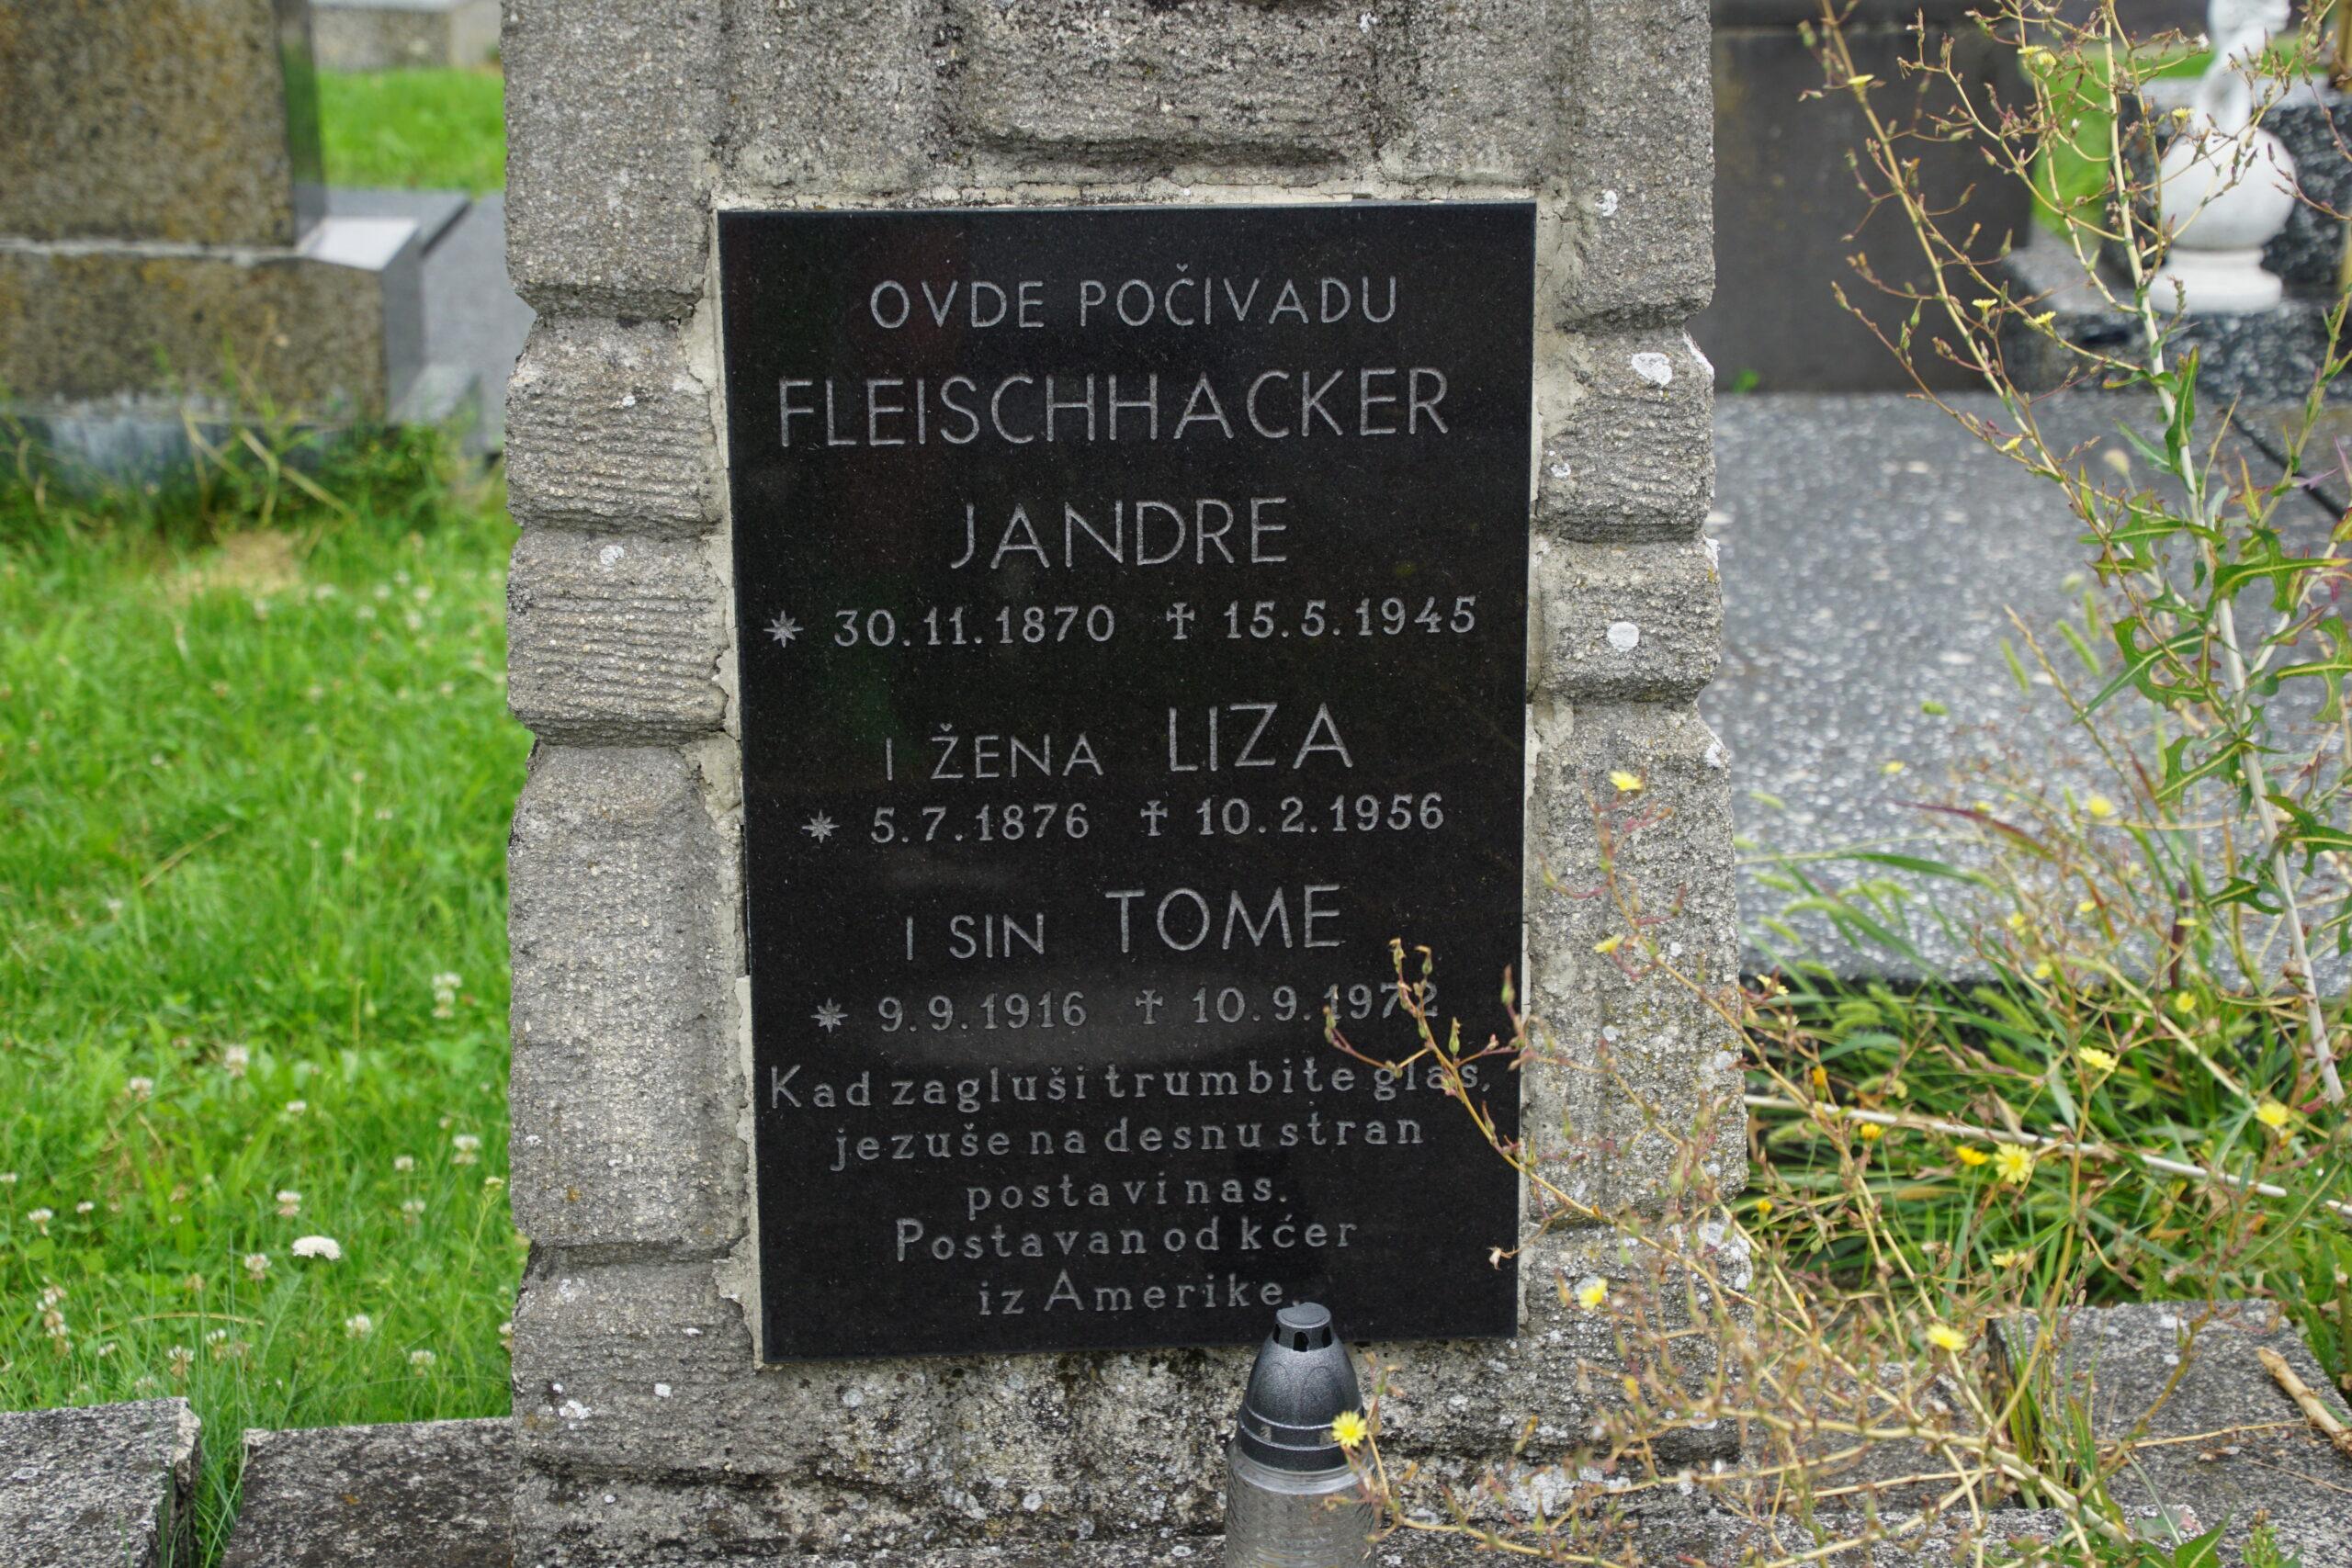 OVDE POČIVADU
FLEISCHHACKER
JANDRE
* 30.11.1870 ✝ 15.5.1945
I ŽENA LIZA
* 5.7.1876 ✝ 10.2.1956
I SIN TOME
* 9.9.1916 ✝ 10.9.1972
Kad zagluši trumbite glas,
jezuše na desnu stran
postavi nas.
Postavan od kćer
iz Amerike.